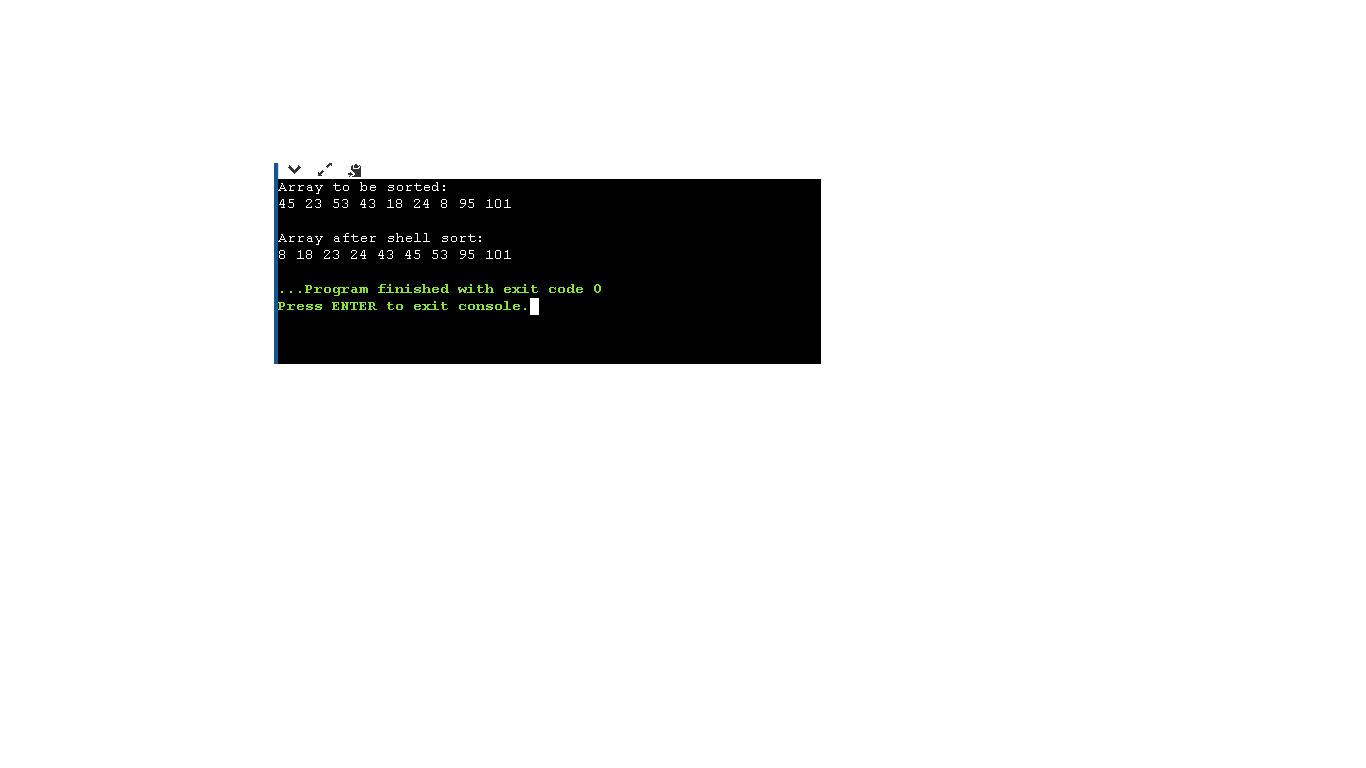 Array to be sorted:
45 23 53 43 18 24 8 95 101
Array after shell sort:
8 18 23 24 43 45 53 95 101
...Program finished with exit code 0
Press ENTER to exit console.